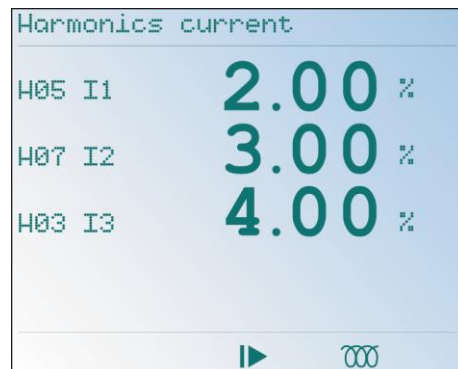 Harmonics current
H05 I1 2.00 %
H07 I2 3.00 %
H03 I3 4.00 %